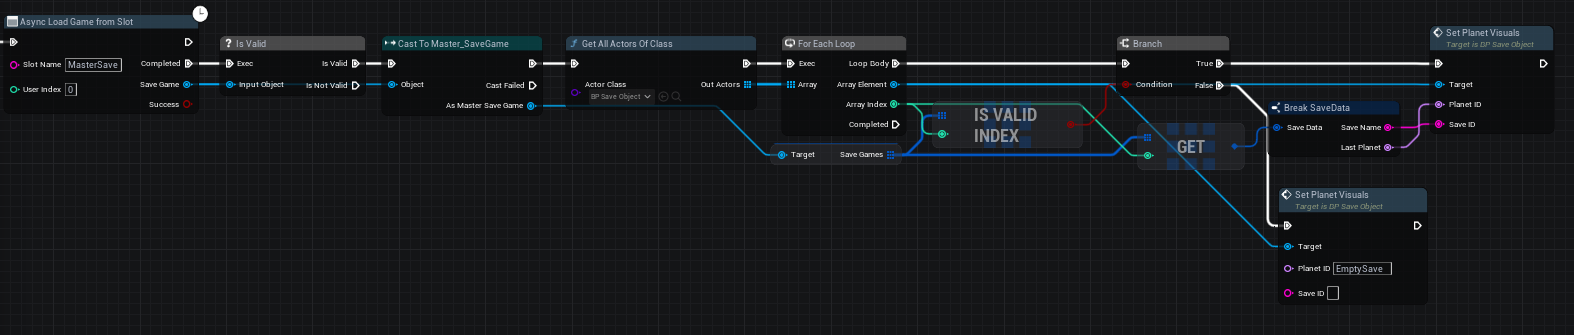 Async Load Game from Slot
Slot Name MasterSave
User Index 0
Completed
Save Game
Success
Is Valid
Exec
Is Valid
Input Object
Is Not Valid
Cast To Master_SaveGame
Object
Cast Failed
As Master Save Game
Get All Actors Of Class
Actor Class
BP Save Object
Out Actors
For Each Loop
Exec
Loop Body
Array
Array Element
Array Index
Completed
Target
Save Games
IS VALID
INDEX
Branch
True
Condition
False
GET
Break SaveData
Save Data
Save Name
Last Planet
Set Planet Visuals
Target is BP Save Object
Target
Planet ID
Save ID
Set Planet Visuals
Target is BP Save Object
Target
Planet ID EmptySave
Save ID